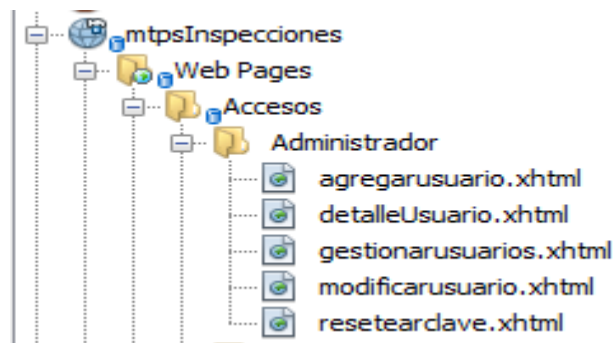 mtpsInspecciones
Web Pages
Accesos
Administrador
agregarusuario.xhtml
detalleUsuario.xhtml
gestionarusuarios.xhtml
modificarusuario.xhtml
resetearclave.xhtml